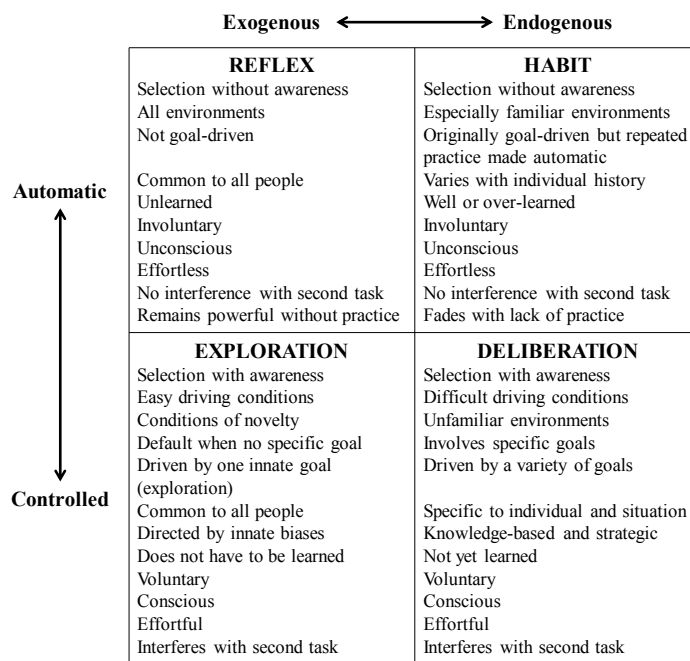 Exogenous Endogenous
Automatic
Controlled
REFLEX
Selection without awareness
All environments
Not goal-driven
Common to all people
Unlearned
Involuntary
Unconscious
Effortless
No interference with second task
Remains powerful without practice
HABIT
Selection without awareness
Especially familiar environments
Originally goal-driven but repeated
practice made automatic
Varies with individual history
Well or over-learned
Involuntary
Unconscious
Effortless
No interference with second task
Fades with lack of practice
EXPLORATION
Selection with awareness
Easy driving conditions
Conditions of novelty
Default when no specific goal
Driven by one innate goal
(exploration)
Common to all people
Directed by innate biases
Does not have to be learned
Voluntary
Conscious
Effortful
Interferes with second task
DELIBERATION
Selection with awareness
Difficult driving conditions
Unfamiliar environments
Involves specific goals
Driven by a variety of goals
Specific to individual and situation
Knowledge-based and strategic
Not yet learned
Voluntary
Conscious
Effortful
Interferes with second task